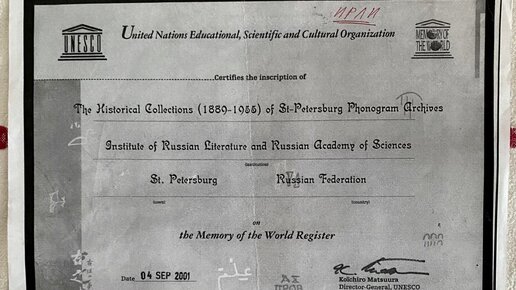 ИРЛИ
UNESCO
United Nations Educational, Scientific and Cultural Organization
MEMORY OF THE WORLD
Certifies the inscription of
The Historical Collections (1889-1955) of St-Petersburg Phonogram Archives
Institute of Russian Literature and Russian Academy of Sciences
(institution)
St. Petersburg Russian Federation
(town) (country)
on
the Memory of the World Register
Date 04 SEP 2001
Koïchiro Matsuura
Director-General, UNESCO